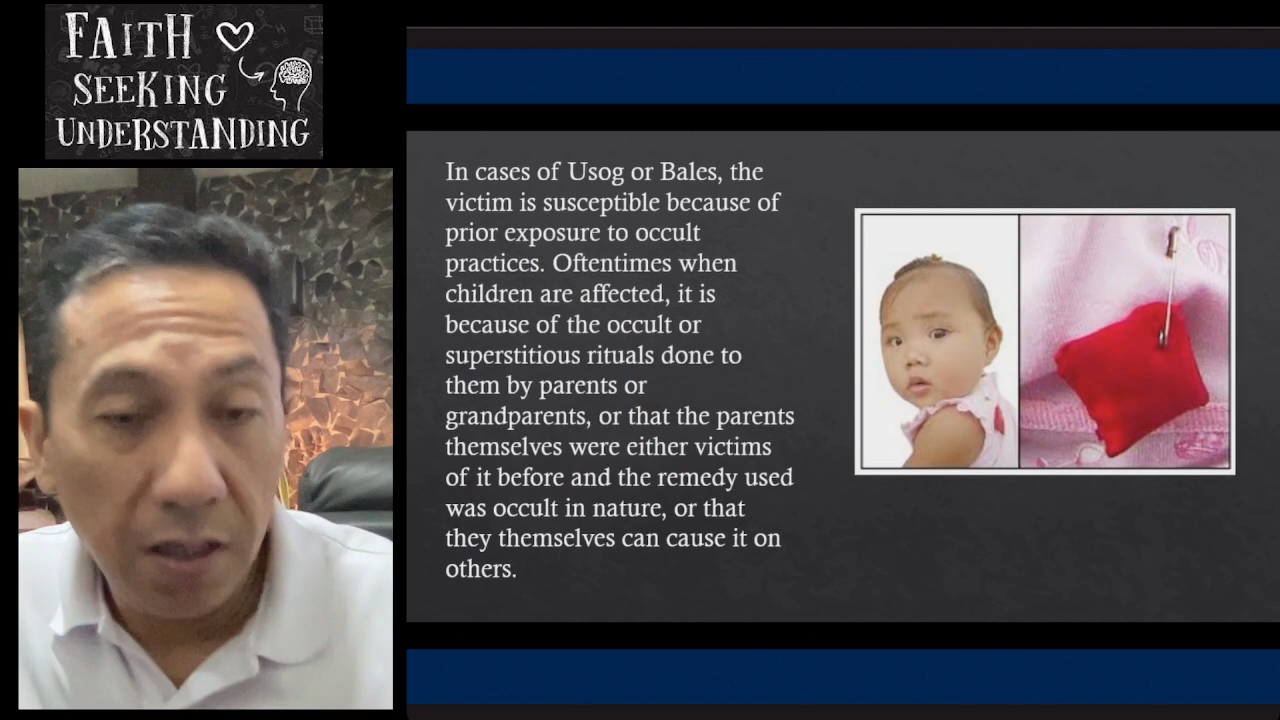 FAITH
SEEKING
UNDERSTANDING
In cases of Usog or Bales, the
victim is susceptible because of
prior exposure to occult
practices. Oftentimes when
children are affected, it is
because of the occult or
superstitious rituals done to
them by parents or
grandparents, or that the parents
themselves were either victims
of it before and the remedy used
was occult in nature, or that
they themselves can cause it on
others.